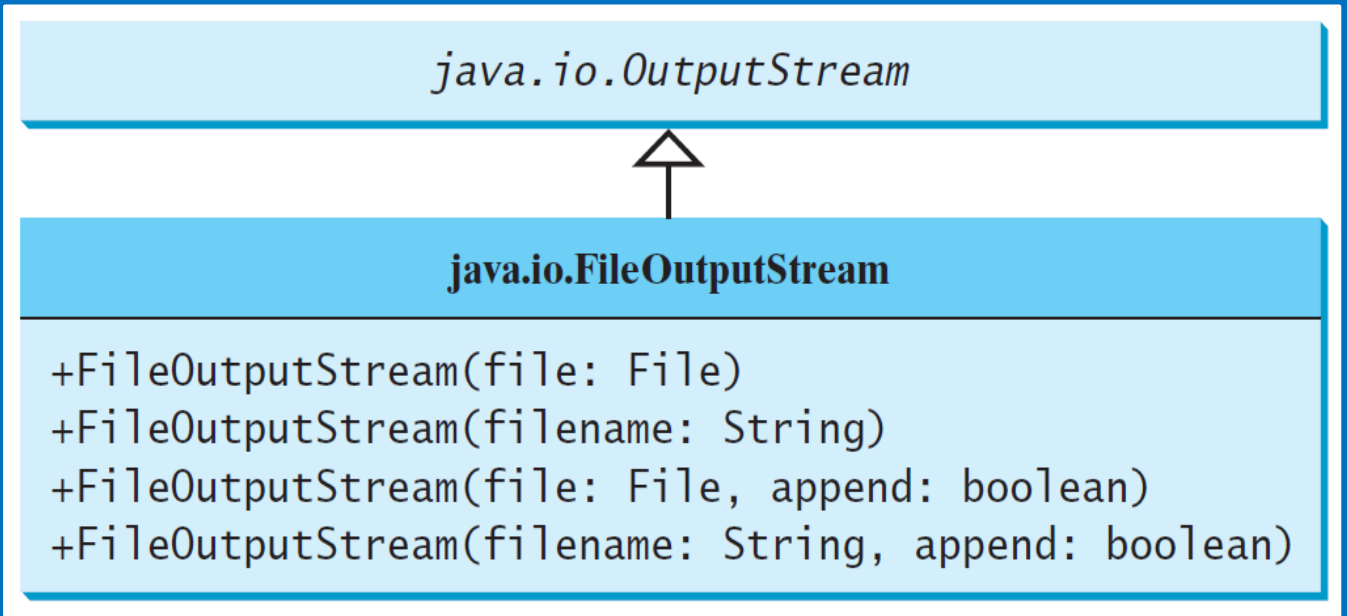 java.io.OutputStream
java.io.FileOutputStream
+FileOutputStream(file: File)
+FileOutputStream(filename: String)
+FileOutputStream(file: File, append: boolean)
+FileOutputStream(filename: String, append: boolean)